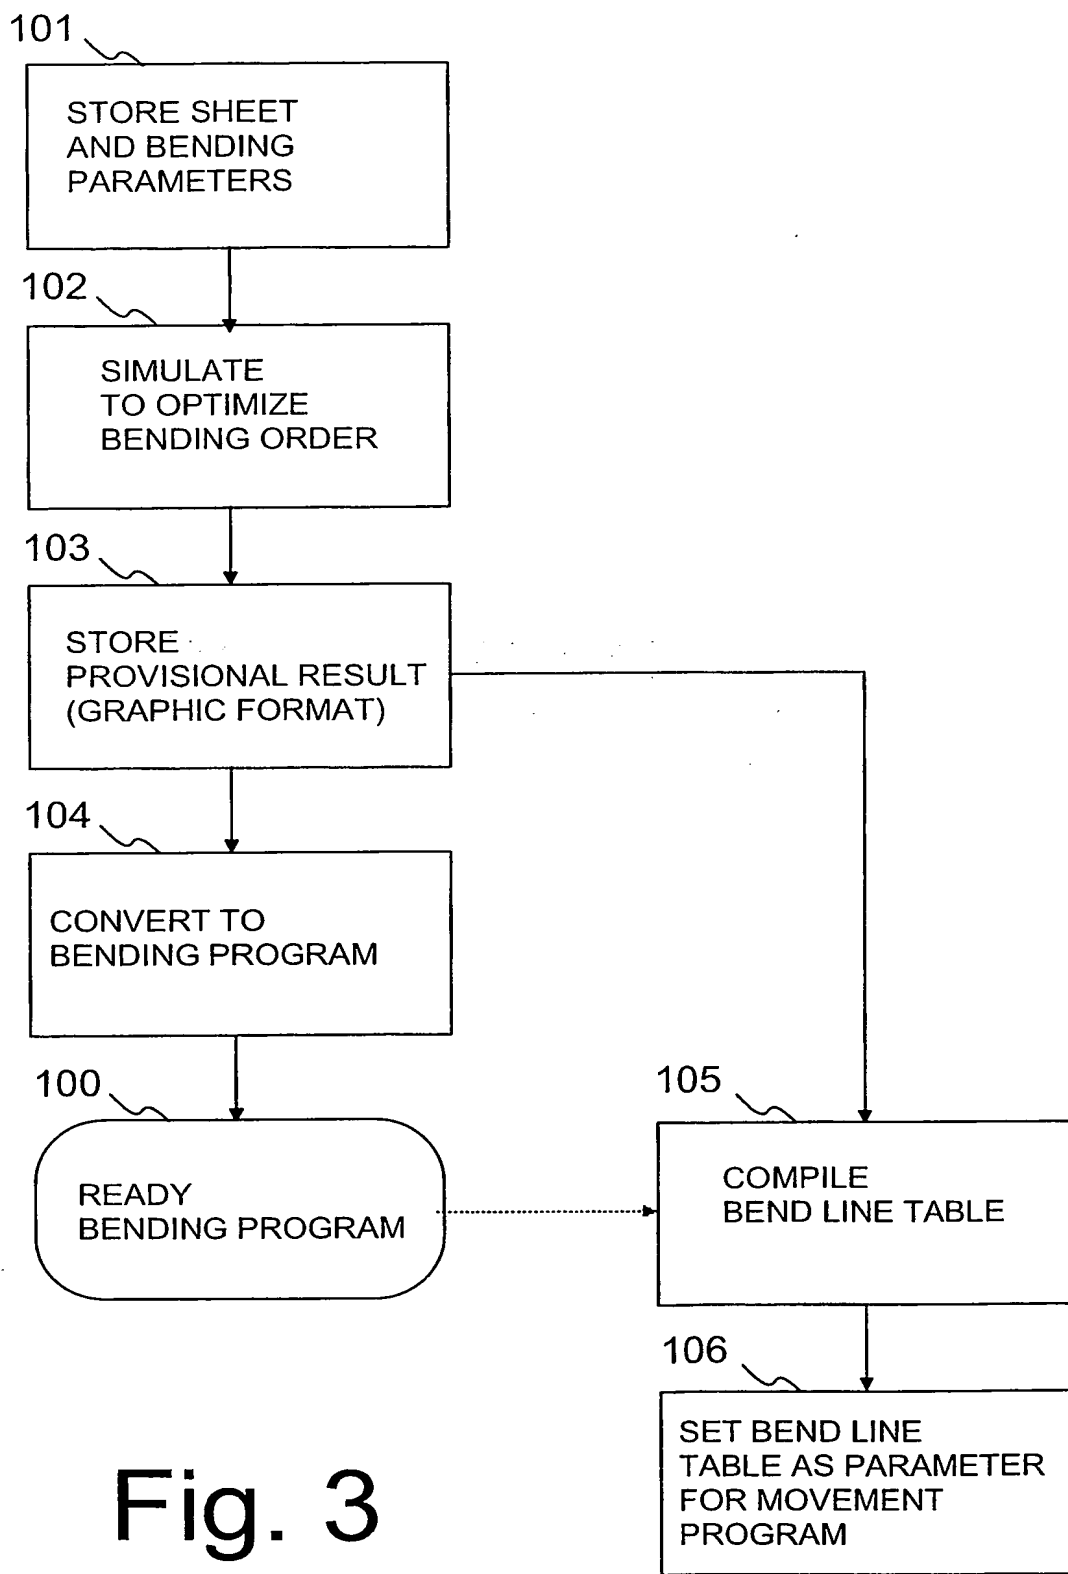 101
STORE SHEET
AND BENDING
PARAMETERS
102
SIMULATE
TO OPTIMIZE
BENDING ORDER
103
STORE
PROVISIONAL RESULT
(GRAPHIC FORMAT)
104
CONVERT TO
BENDING PROGRAM
100
READY
BENDING PROGRAM
105
COMPILE
BEND LINE TABLE
106
SET BEND LINE
TABLE AS PARAMETER
FOR MOVEMENT
PROGRAM
Fig. 3